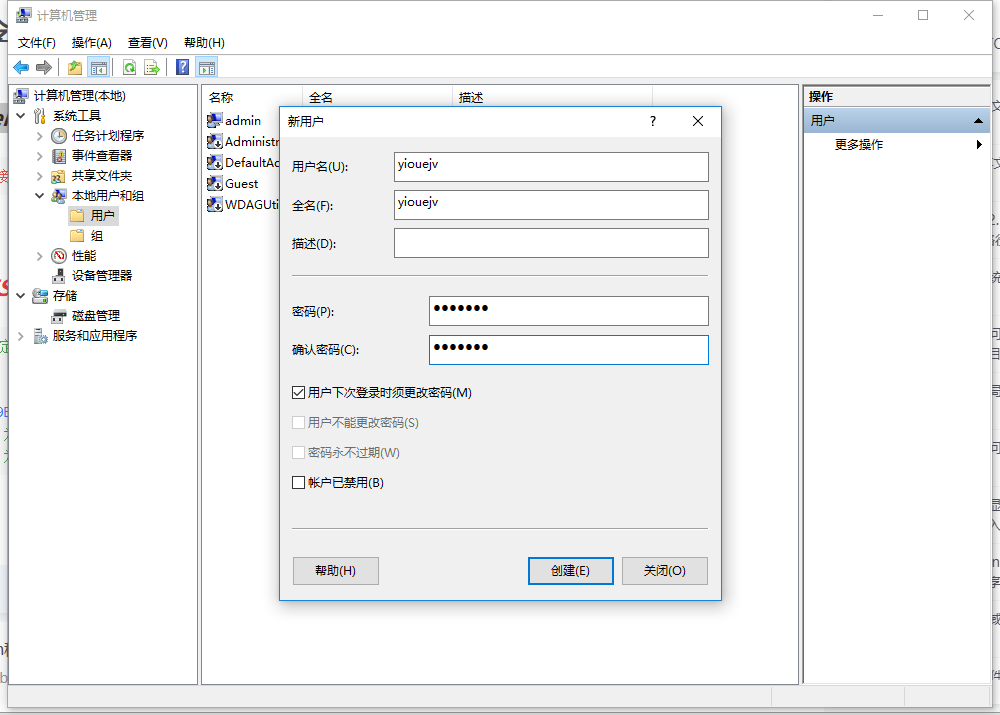 计算机管理
文件(F) 操作(A) 查看(V) 帮助(H)
计算机管理(本地)
系统工具
任务计划程序
事件查看器
共享文件夹
本地用户和组
用户
组
性能
设备管理器
存储
磁盘管理
服务和应用程序
名称 全名 描述
admin
Administr
DefaultAc
Guest
WDAGUti
新用户
用户名(U): yiouejv
全名(F): yiouejv
描述(D):
密码(P): ●●●●●●●
确认密码(C): ●●●●●●●
用户下次登录时须更改密码(M)
用户不能更改密码(S)
密码永不过期(W)
帐户已禁用(B)
帮助(H) 创建(E) 关闭(O)
操作
用户
更多操作